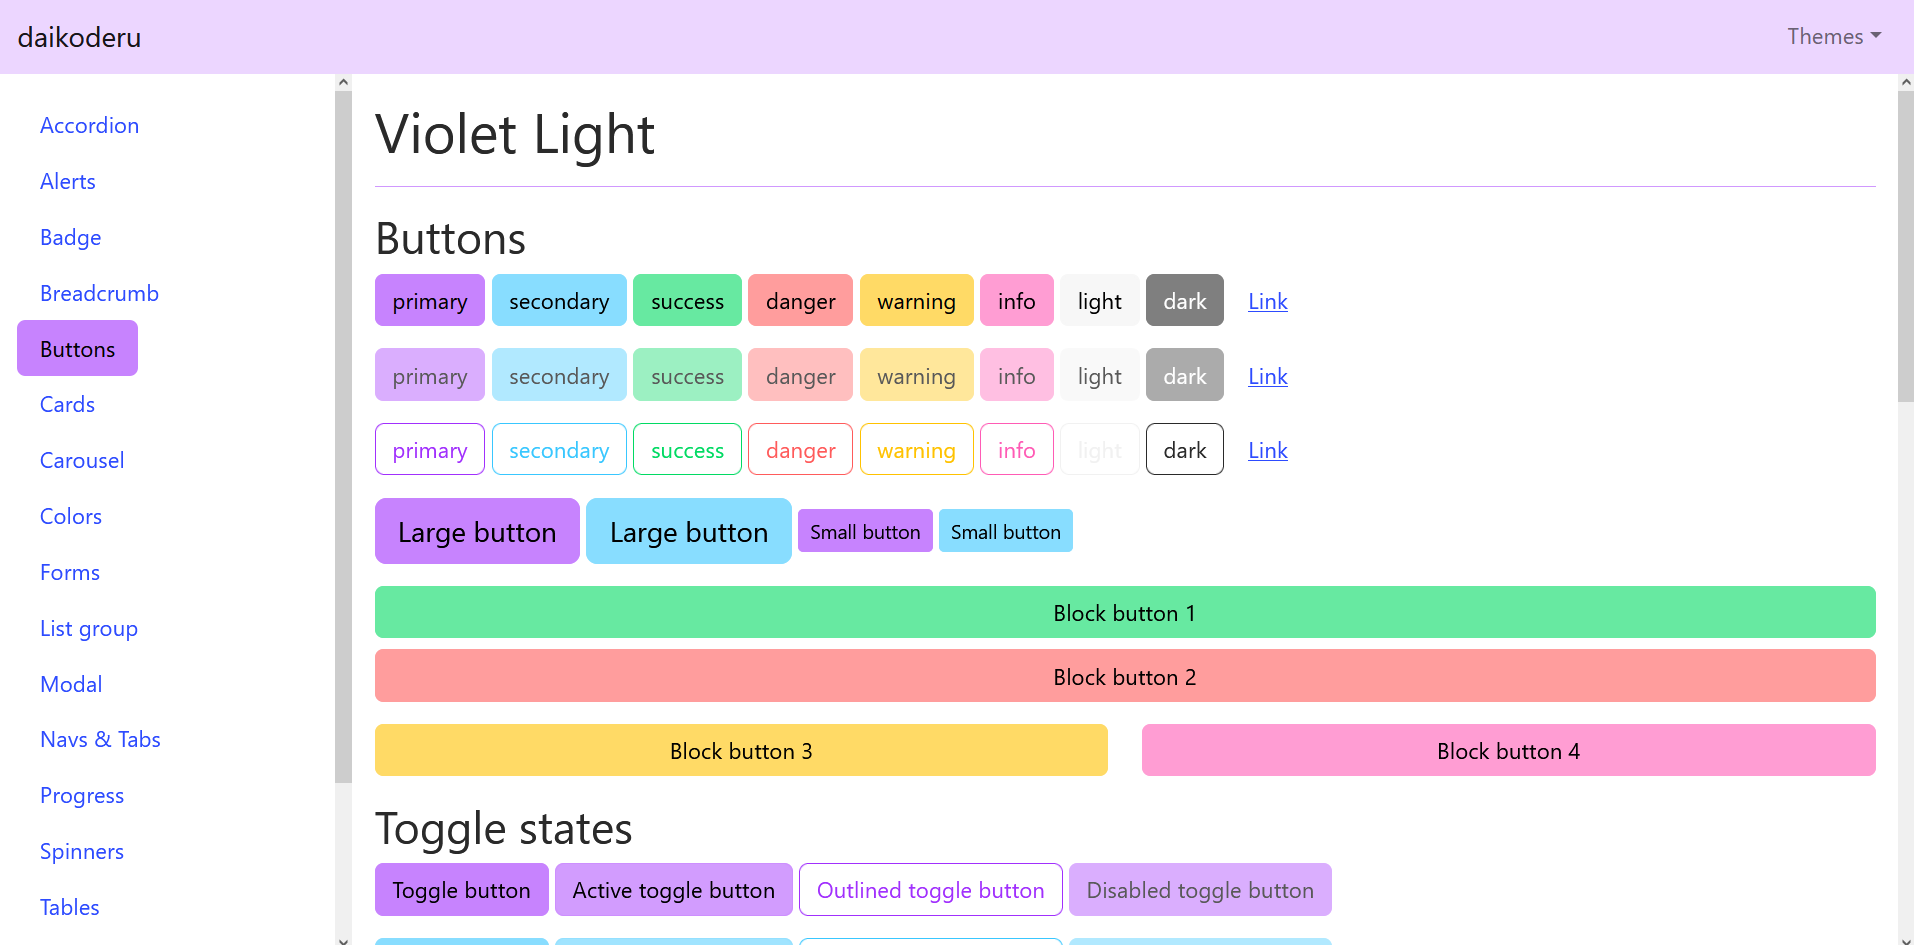 daikoderu
Themes
Accordion
Alerts
Badge
Breadcrumb
Buttons
Cards
Carousel
Colors
Forms
List group
Modal
Navs & Tabs
Progress
Spinners
Tables
Violet Light
Buttons
primary secondary success danger warning info light dark Link
primary secondary success danger warning info light dark Link
primary secondary success danger warning info light dark Link
Large button Large button Small button Small button
Block button 1
Block button 2
Block button 3 Block button 4
Toggle states
Toggle button Active toggle button Outlined toggle button Disabled toggle button